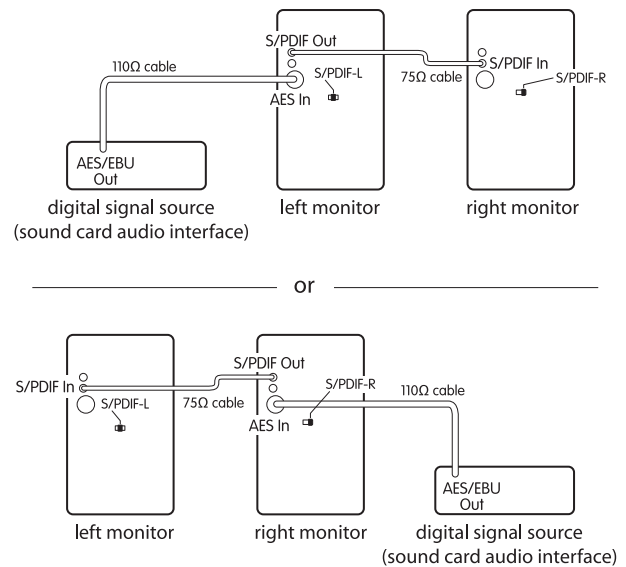 S/PDIF Out
110Ω cable
S/PDIF-L
75Ω cable
S/PDIF In
S/PDIF-R
AES In
AES/EBU
Out
digital signal source
(sound card audio interface)
left monitor
right monitor
or
S/PDIF Out
S/PDIF In
S/PDIF-L
75Ω cable
S/PDIF-R
110Ω cable
AES In
AES/EBU
Out
left monitor
right monitor
digital signal source
(sound card audio interface)